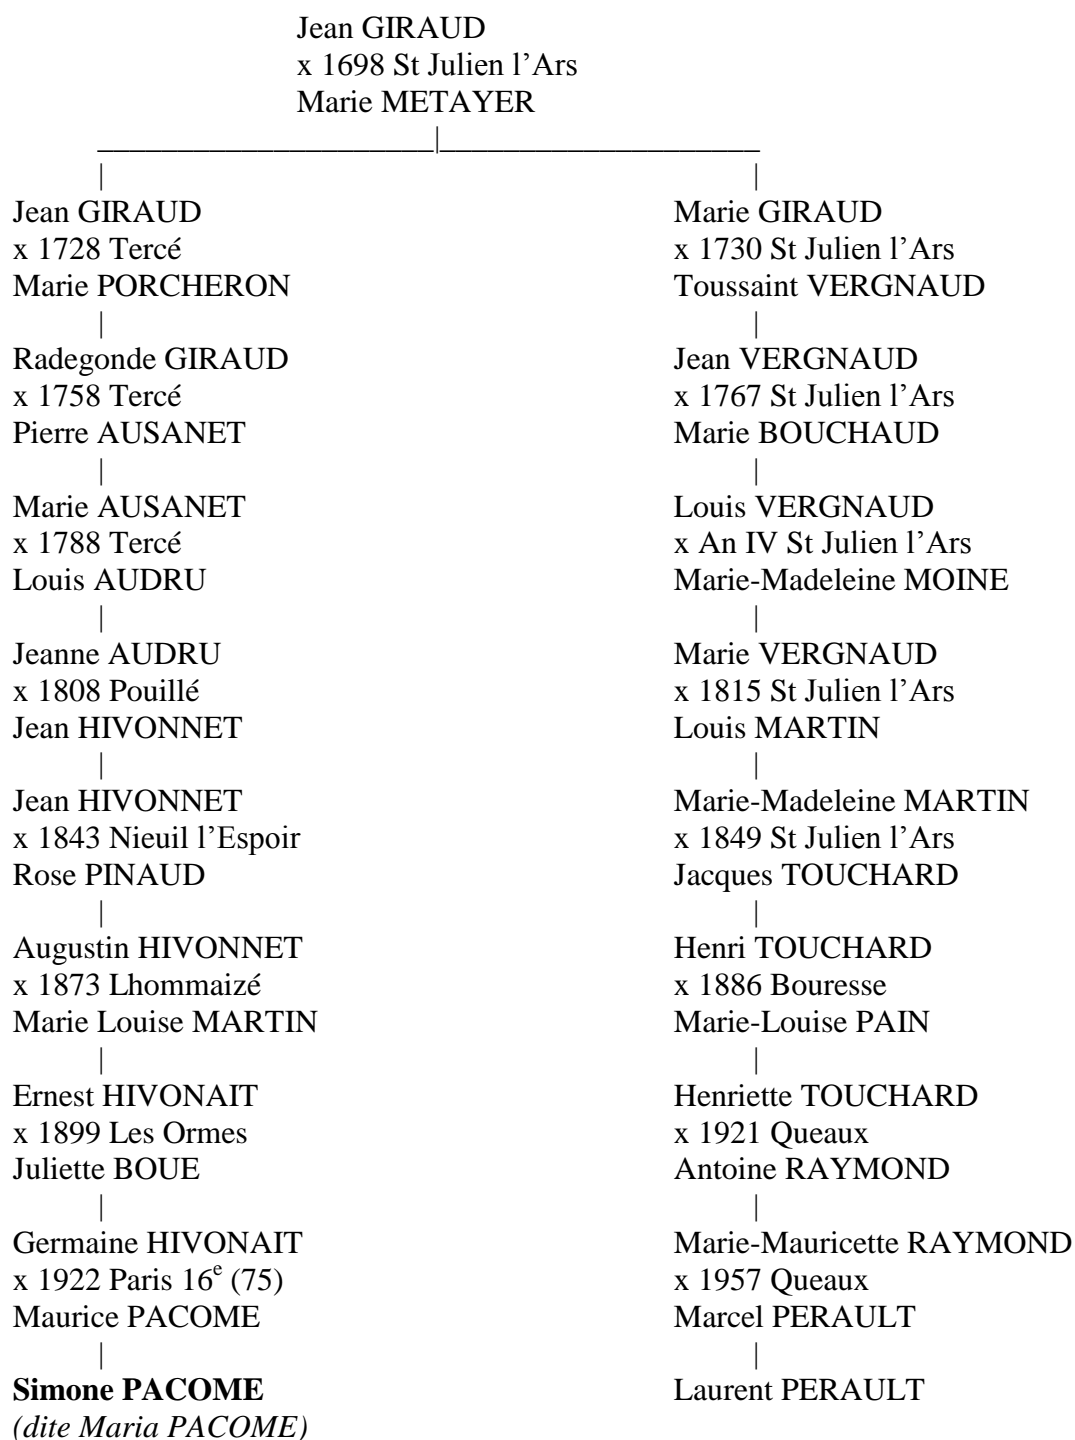 Jean GIRAUD
x 1698 St Julien l’Ars
Marie METAYER
Jean GIRAUD
x 1728 Tercé
Marie PORCHERON
Radegonde GIRAUD
x 1758 Tercé
Pierre AUSANET
Marie AUSANET
x 1788 Tercé
Louis AUDRU
Jeanne AUDRU
x 1808 Pouillé
Jean HIVONNET
Jean HIVONNET
x 1843 Nieuil l’Espoir
Rose PINAUD
Augustin HIVONNET
x 1873 Lhommaizé
Marie Louise MARTIN
Ernest HIVONAIT
x 1899 Les Ormes
Juliette BOUE
Germaine HIVONAIT
x 1922 Paris 16e (75)
Maurice PACOME
Simone PACOME
(dite Maria PACOME)
Marie GIRAUD
x 1730 St Julien l’Ars
Toussaint VERGNAUD
Jean VERGNAUD
x 1767 St Julien l’Ars
Marie BOUCHAUD
Louis VERGNAUD
x An IV St Julien l’Ars
Marie-Madeleine MOINE
Marie VERGNAUD
x 1815 St Julien l’Ars
Louis MARTIN
Marie-Madeleine MARTIN
x 1849 St Julien l’Ars
Jacques TOUCHARD
Henri TOUCHARD
x 1886 Bouresse
Marie-Louise PAIN
Henriette TOUCHARD
x 1921 Queaux
Antoine RAYMOND
Marie-Mauricette RAYMOND
x 1957 Queaux
Marcel PERAULT
Laurent PERAULT